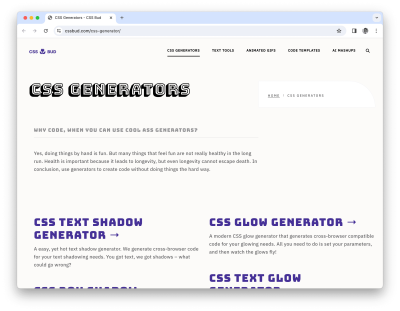 CSS Generators - CSS Bud
cssbud.com/css-generator/
CSS BUD
CSS GENERATORS
TEXT TOOLS
ANIMATED GIFS
CODE TEMPLATES
AI MASHUPS
CSS GENERATORS
HOME › CSS GENERATORS
WHY CODE, WHEN YOU CAN USE COOL ASS GENERATORS?
Yes, doing things by hand is fun. But many things that feel fun are not really healthy in the long
run. Health is important because it leads to longevity, but even longevity cannot escape death. In
conclusion, use generators to create code without doing things the hard way.
CSS TEXT SHADOW
GENERATOR →
A easy, yet hot text shadow generator. We generate cross-browser code
for your text shadowing needs. You got text, we got shadows – what
could go wrong?
CSS BOX SHADOW
CSS GLOW GENERATOR →
A modern CSS glow generator that generates cross-browser compatible
code for your glowing needs. All you need to do is set your parameters,
and then watch the glows fly!
CSS TEXT GLOW
GENERATOR →